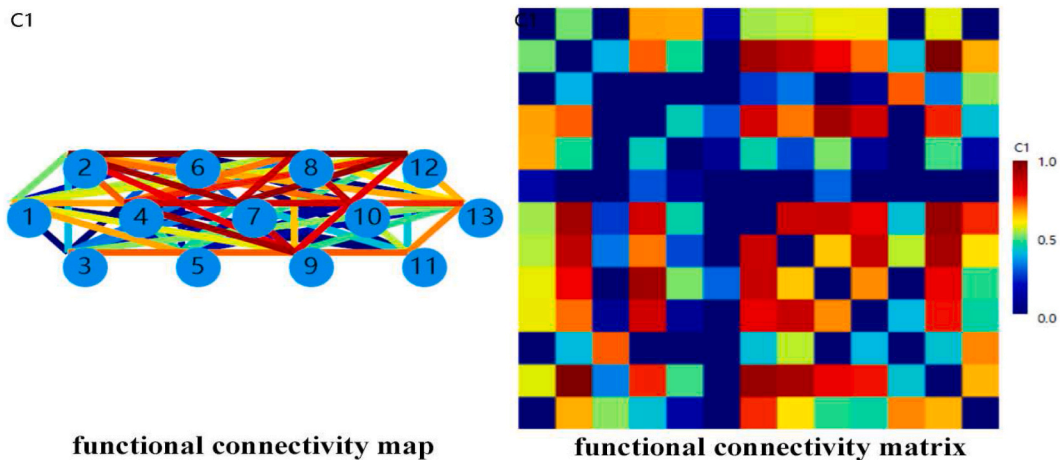 C1
C
2 6 8 12
1 4 7 10 13
3 5 9 11
C1
1.0
0.5
0.0
functional connectivity map
functional connectivity matrix